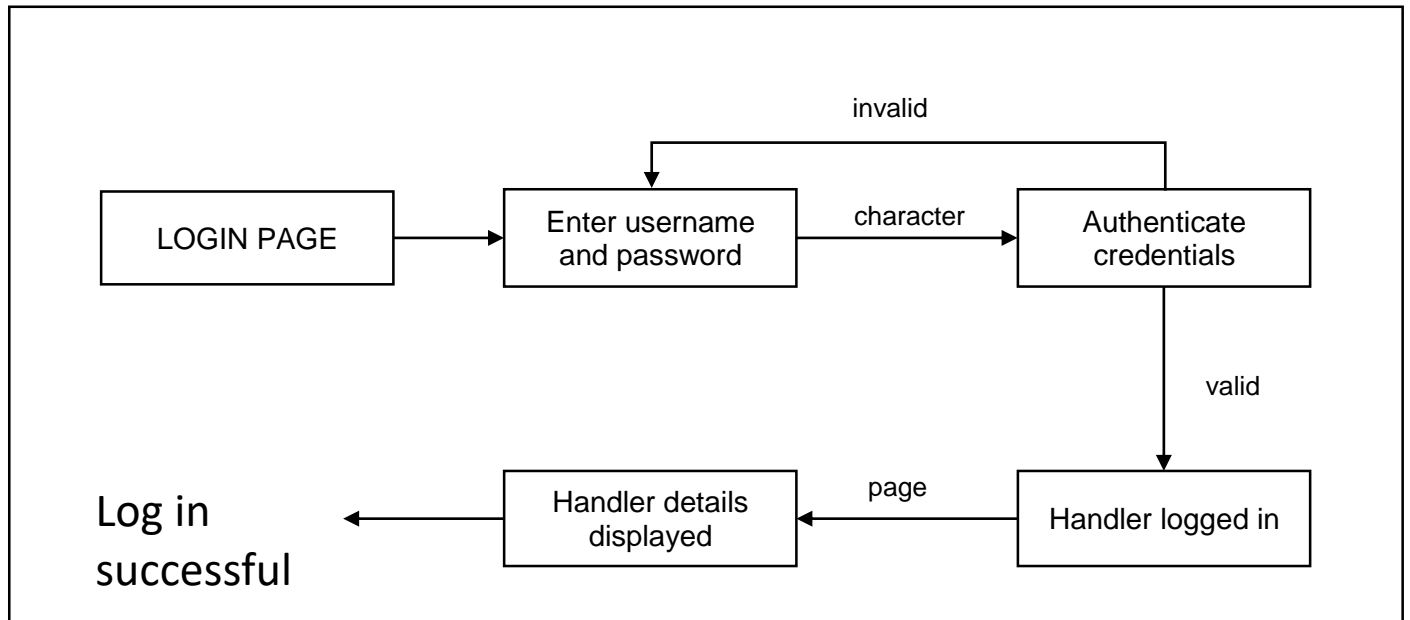 invalid
LOGIN PAGE
Enter username
and password
character
Authenticate
credentials
valid
Log in
successful
Handler details
displayed
page
Handler logged in